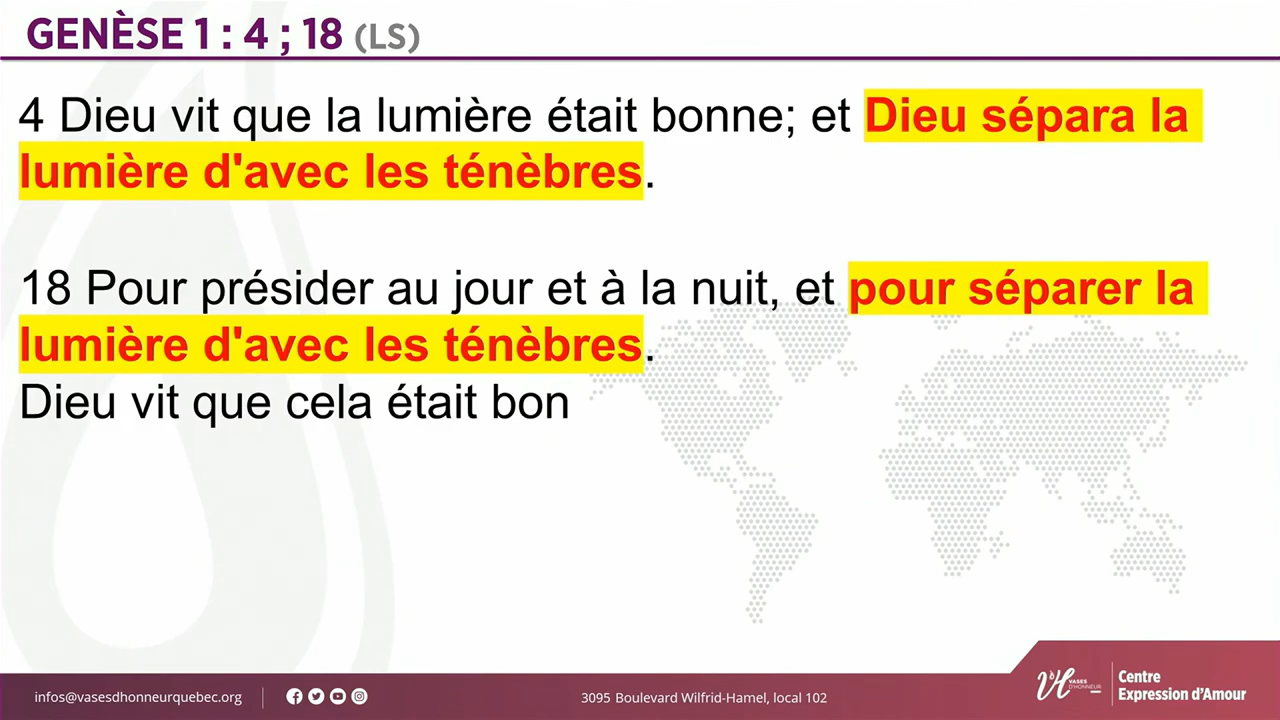 GENÈSE 1 : 4 ; 18 (LS)
4 Dieu vit que la lumière était bonne; et Dieu sépara la
lumière d'avec les ténèbres.
18 Pour présider au jour et à la nuit, et pour séparer la
lumière d'avec les ténèbres.
Dieu vit que cela était bon
infos@vasesdhonneurquebec.org
3095 Boulevard Wilfrid-Hamel, local 102
VH VASES D'HONNEUR
Centre
Expression d'Amour